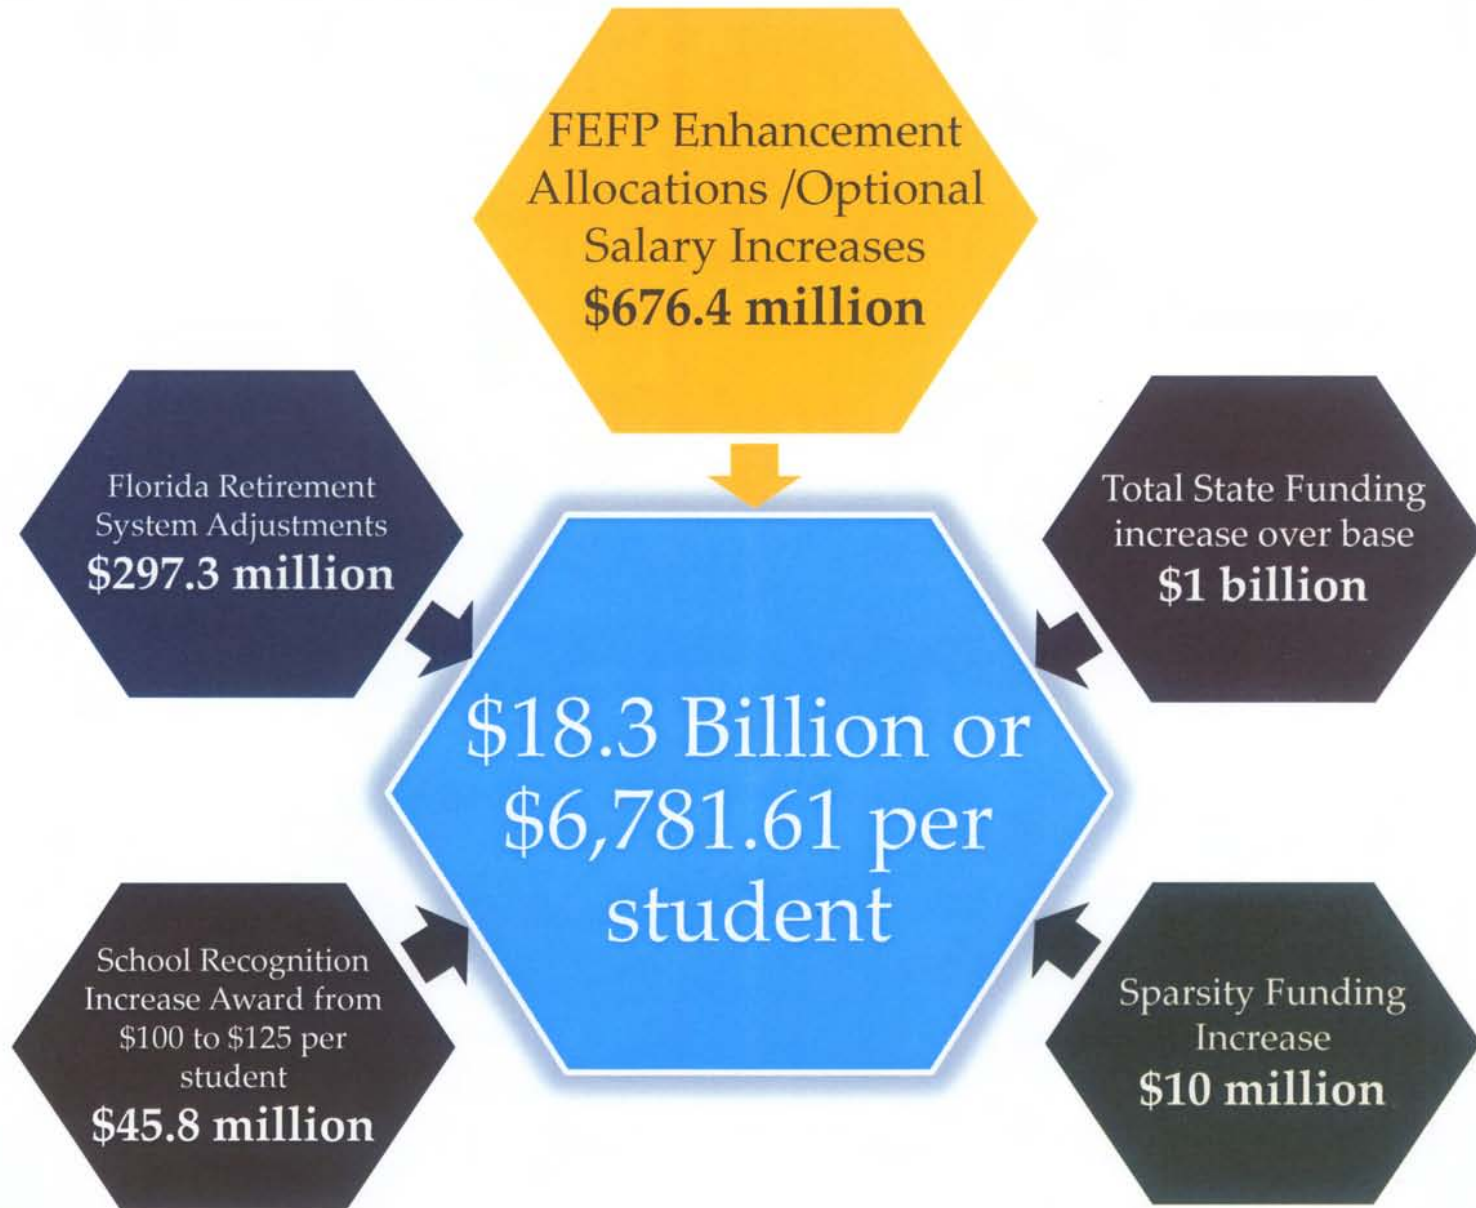 FEFP Enhancement
Allocations /Optional
Salary Increases
$676.4 million
Florida Retirement
System Adjustments
$297.3 million
Total State Funding
increase over base
$1 billion
$18.3 Billion or
$6,781.61 per
student
School Recognition
Increase Award from
$100 to $125 per
student
$45.8 million
Sparsity Funding
Increase
$10 million